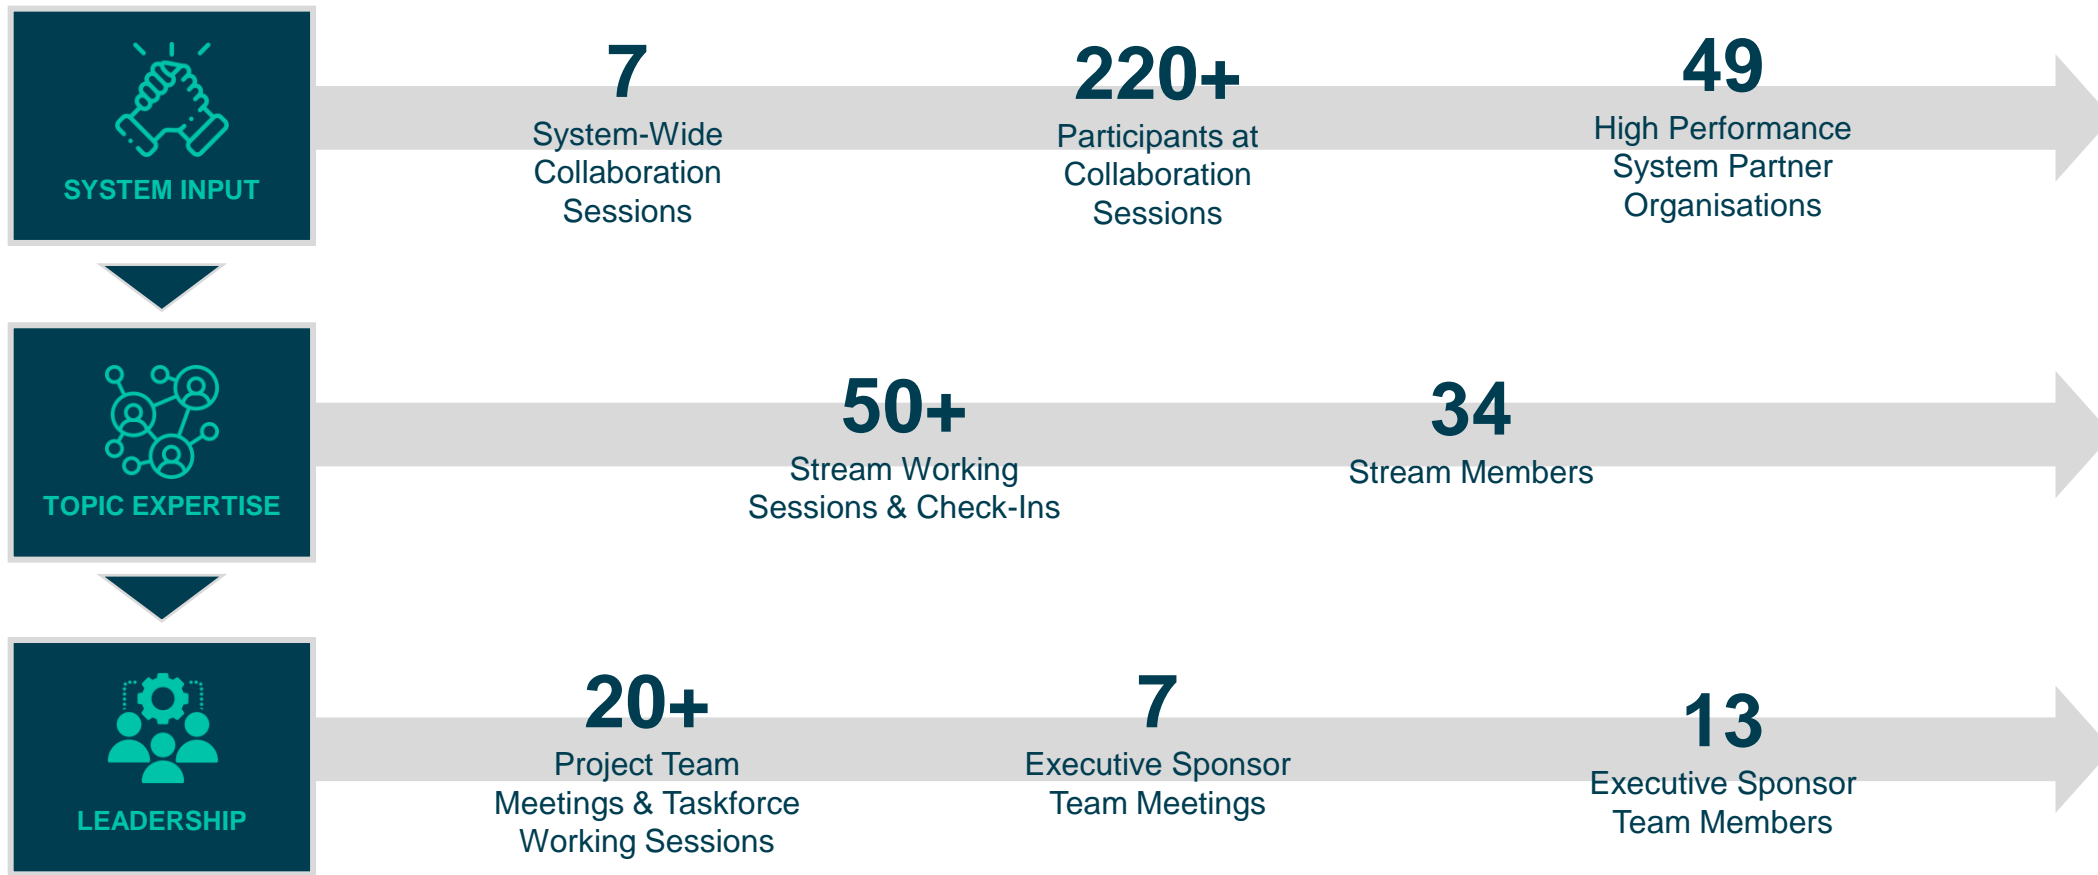 SYSTEM INPUT
7
System-Wide
Collaboration
Sessions
220+
Participants at
Collaboration
Sessions
49
High Performance
System Partner
Organisations
TOPIC EXPERTISE
50+
Stream Working
Sessions & Check-Ins
34
Stream Members
LEADERSHIP
20+
Project Team
Meetings & Taskforce
Working Sessions
7
Executive Sponsor
Team Meetings
13
Executive Sponsor
Team Members